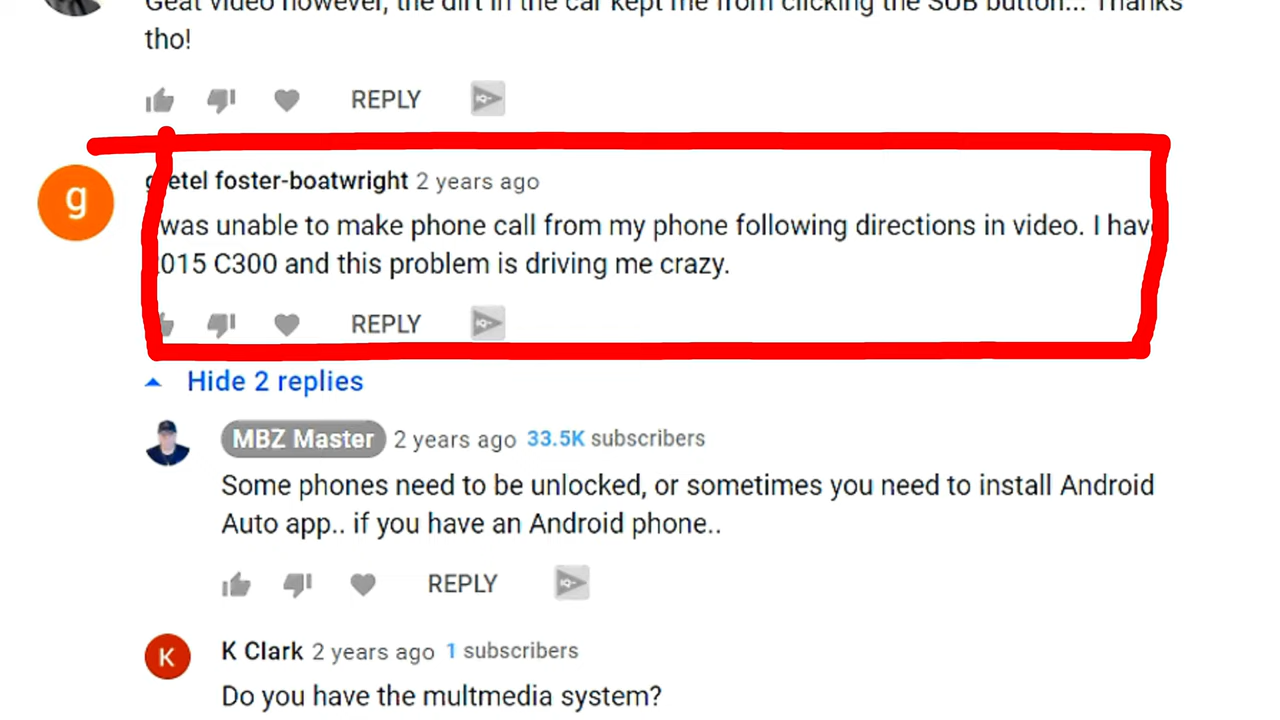 Geat video however, the dirt in the car kept me from clicking the SUB button... Thanks
tho!
REPLY
g
gretel foster-boatwright 2 years ago
was unable to make phone call from my phone following directions in video. I have
2015 C300 and this problem is driving me crazy.
REPLY
Hide 2 replies
MBZ Master 2 years ago 33.5K subscribers
Some phones need to be unlocked, or sometimes you need to install Android
Auto app.. if you have an Android phone..
REPLY
K
K Clark 2 years ago 1 subscribers
Do you have the multmedia system?